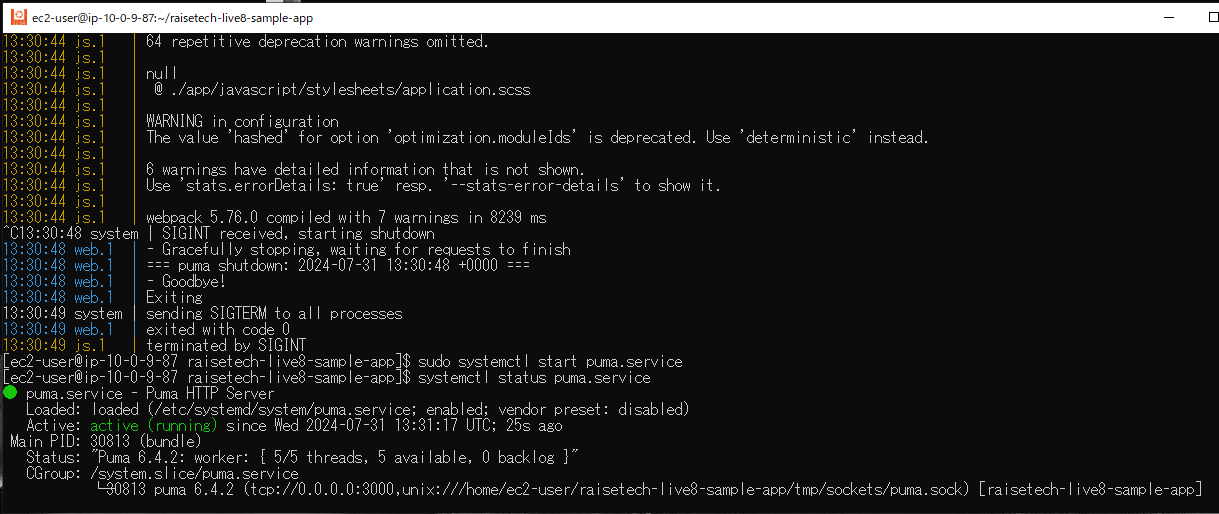 ec2-user@ip-10-0-9-87:~/raisetech-live8-sample-app
13:30:44 js.1   | 64 repetitive deprecation warnings omitted.
13:30:44 js.1   |
13:30:44 js.1   | null
13:30:44 js.1   |  @ ./app/javascript/stylesheets/application.scss
13:30:44 js.1   |
13:30:44 js.1   | WARNING in configuration
13:30:44 js.1   | The value 'hashed' for option 'optimization.moduleIds' is deprecated. Use 'deterministic' instead.
13:30:44 js.1   |
13:30:44 js.1   | 6 warnings have detailed information that is not shown.
13:30:44 js.1   | Use 'stats.errorDetails: true' resp. '--stats-error-details' to show it.
13:30:44 js.1   |
13:30:44 js.1   | webpack 5.76.0 compiled with 7 warnings in 8239 ms
^C13:30:48 system | SIGINT received, starting shutdown
13:30:48 web.1  | - Gracefully stopping, waiting for requests to finish
13:30:48 web.1  | === puma shutdown: 2024-07-31 13:30:48 +0000 ===
13:30:48 web.1  | - Goodbye!
13:30:48 web.1  | Exiting
13:30:49 system | sending SIGTERM to all processes
13:30:49 web.1  | exited with code 0
13:30:49 js.1   | terminated by SIGINT
[ec2-user@ip-10-0-9-87 raisetech-live8-sample-app]$ sudo systemctl start puma.service
[ec2-user@ip-10-0-9-87 raisetech-live8-sample-app]$ systemctl status puma.service
● puma.service - Puma HTTP Server
   Loaded: loaded (/etc/systemd/system/puma.service; enabled; vendor preset: disabled)
   Active: active (running) since Wed 2024-07-31 13:31:17 UTC; 25s ago
 Main PID: 30813 (bundle)
   Status: "Puma 6.4.2: worker: { 5/5 threads, 5 available, 0 backlog }"
   CGroup: /system.slice/puma.service
           └─30813 puma 6.4.2 (tcp://0.0.0.0:3000,unix:///home/ec2-user/raisetech-live8-sample-app/tmp/sockets/puma.sock) [raisetech-live8-sample-app]